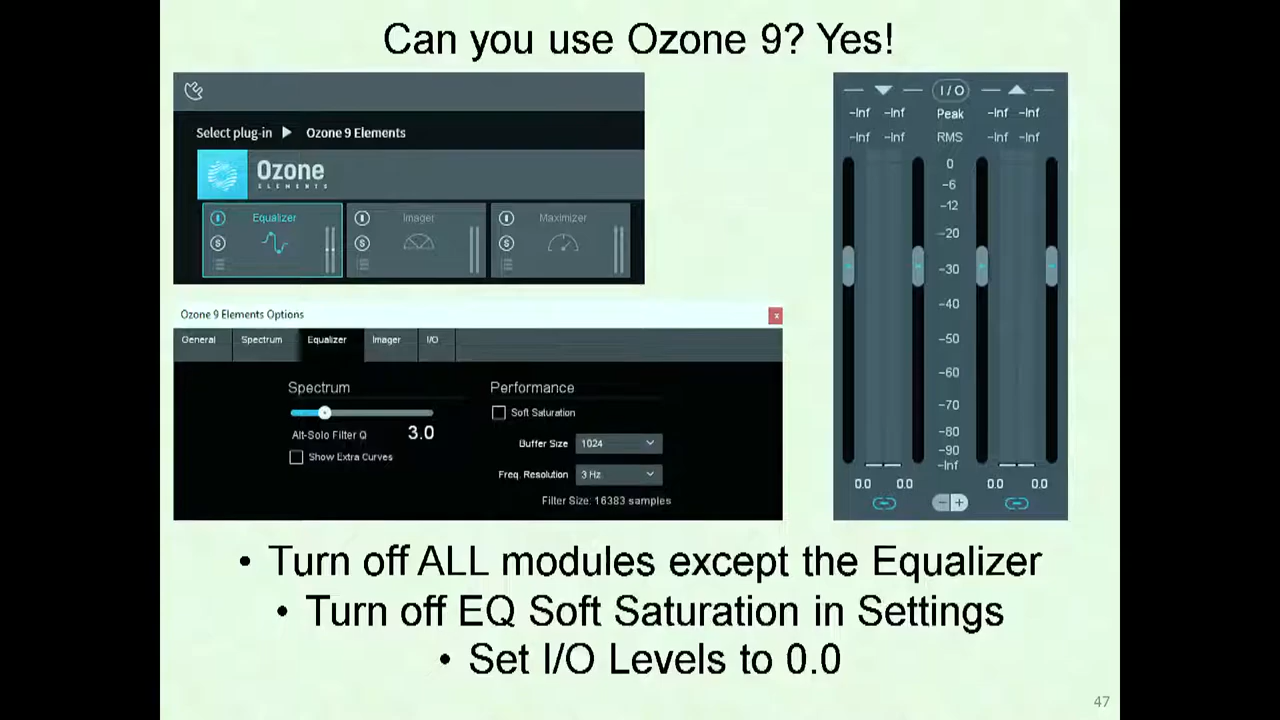 Can you use Ozone 9? Yes!
Select plug-in ▶ Ozone 9 Elements
Ozone
ELEMENTS
Equalizer
Imager
Maximizer
S
S
S
Ozone 9 Elements Options
x
General Spectrum Equalizer Imager I/O
Spectrum
Alt-Solo Filter Q 3.0
Show Extra Curves
Performance
Soft Saturation
Buffer Size 1024
Freq. Resolution 3 Hz
Filter Size: 16383 samples
I/O
-Inf -Inf Peak -Inf -Inf
-Inf -Inf RMS -Inf -Inf
0
-6
-12
-20
-30
-40
-50
-60
-70
-80
-90
-Inf
0.0 0.0 0.0 0.0
- +
• Turn off ALL modules except the Equalizer
• Turn off EQ Soft Saturation in Settings
• Set I/O Levels to 0.0
47